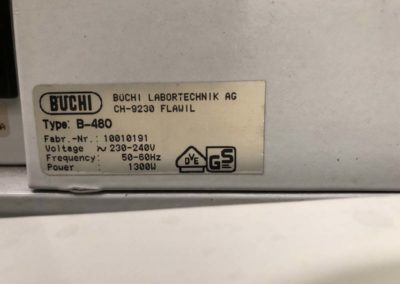 BÜCHI
BÜCHI LABORTECHNIK AG
CH-9230 FLAWIL
Type: B-480
Fabr.-Nr.: 10010191
Voltage ~ 230-240V
Frequency: 50-60Hz
Power : 1300W
DVE
GS